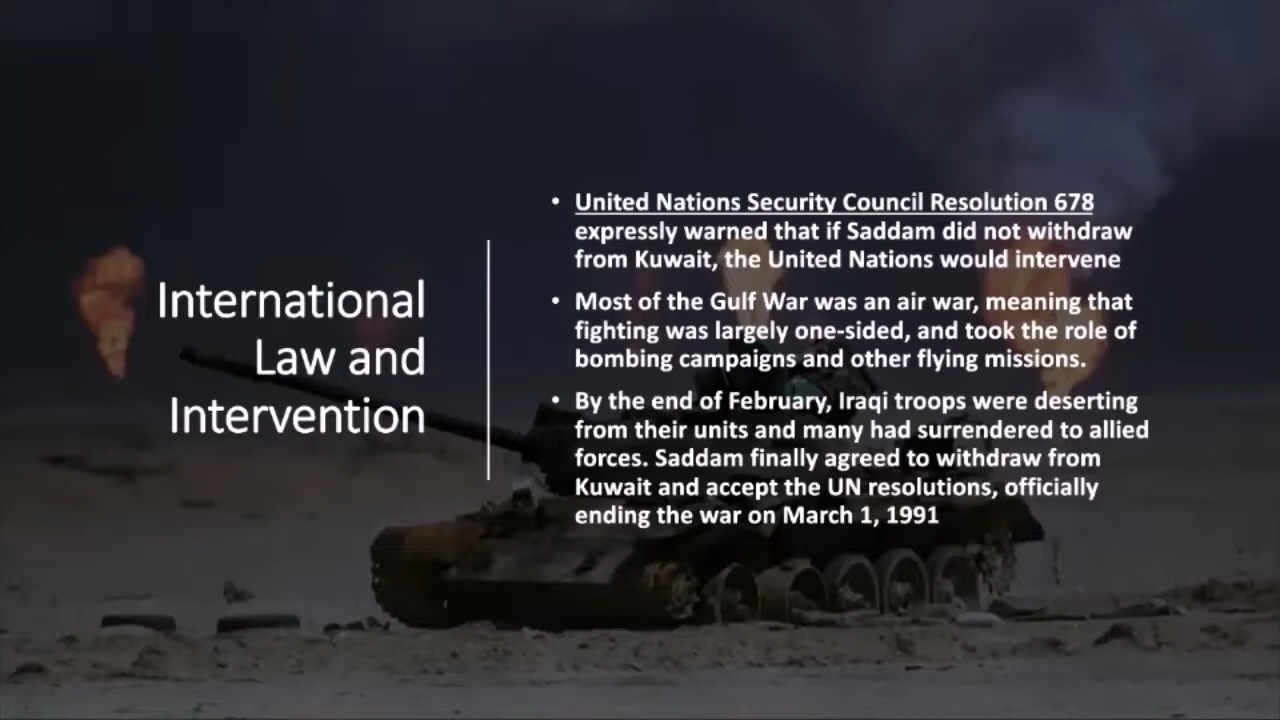 International
Law and
Intervention
• United Nations Security Council Resolution 678
expressly warned that if Saddam did not withdraw
from Kuwait, the United Nations would intervene
• Most of the Gulf War was an air war, meaning that
fighting was largely one-sided, and took the role of
bombing campaigns and other flying missions.
• By the end of February, Iraqi troops were deserting
from their units and many had surrendered to allied
forces. Saddam finally agreed to withdraw from
Kuwait and accept the UN resolutions, officially
ending the war on March 1, 1991